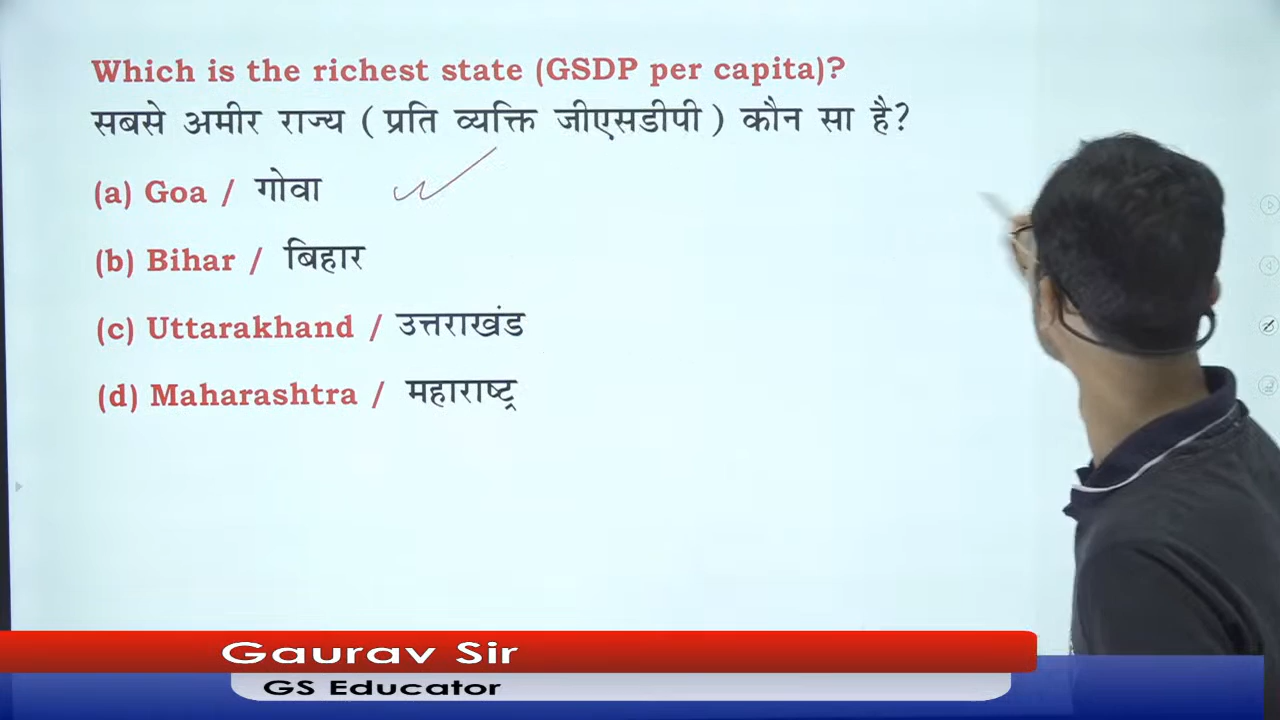 Which is the richest state (GSDP per capita)?
सबसे अमीर राज्य ( प्रति व्यक्ति जीएसडीपी ) कौन सा है?
(a) Goa / गोवा
(b) Bihar / बिहार
(c) Uttarakhand / उत्तराखंड
(d) Maharashtra / महाराष्ट्र
Gaurav Sir
GS Educator